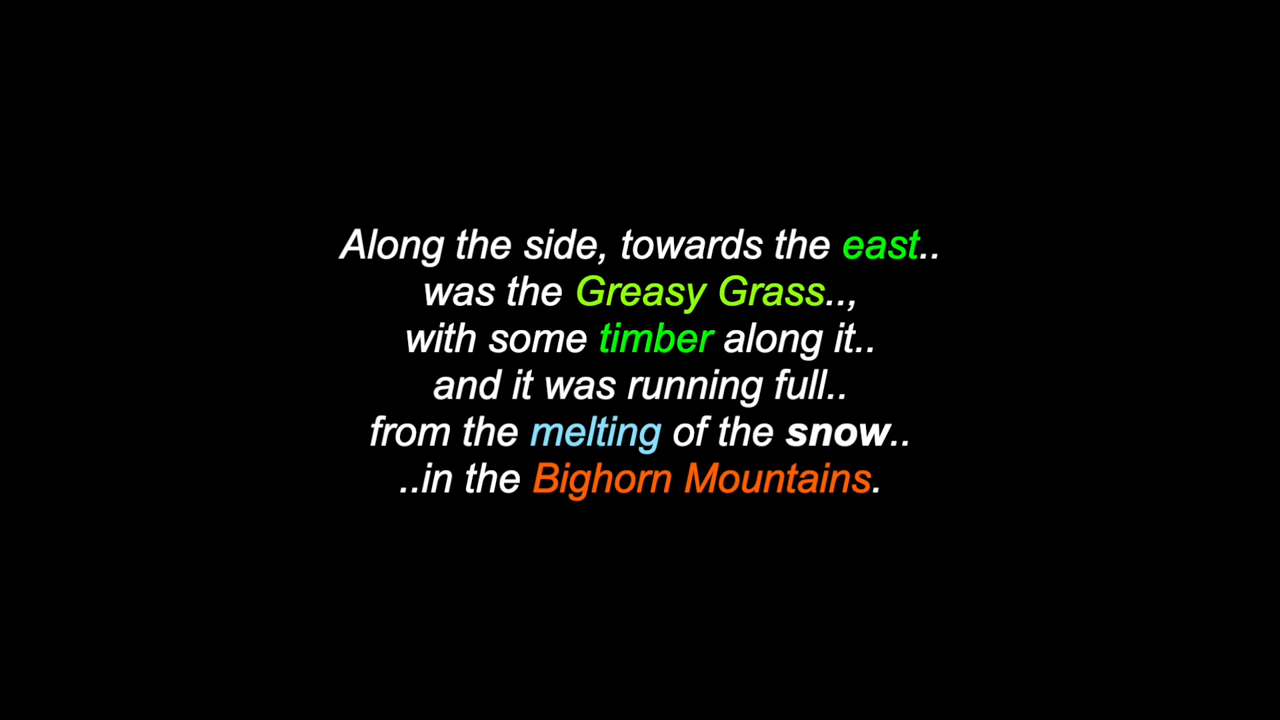 Along the side, towards the east..
was the Greasy Grass..,
with some timber along it..
and it was running full..
from the melting of the snow..
..in the Bighorn Mountains.